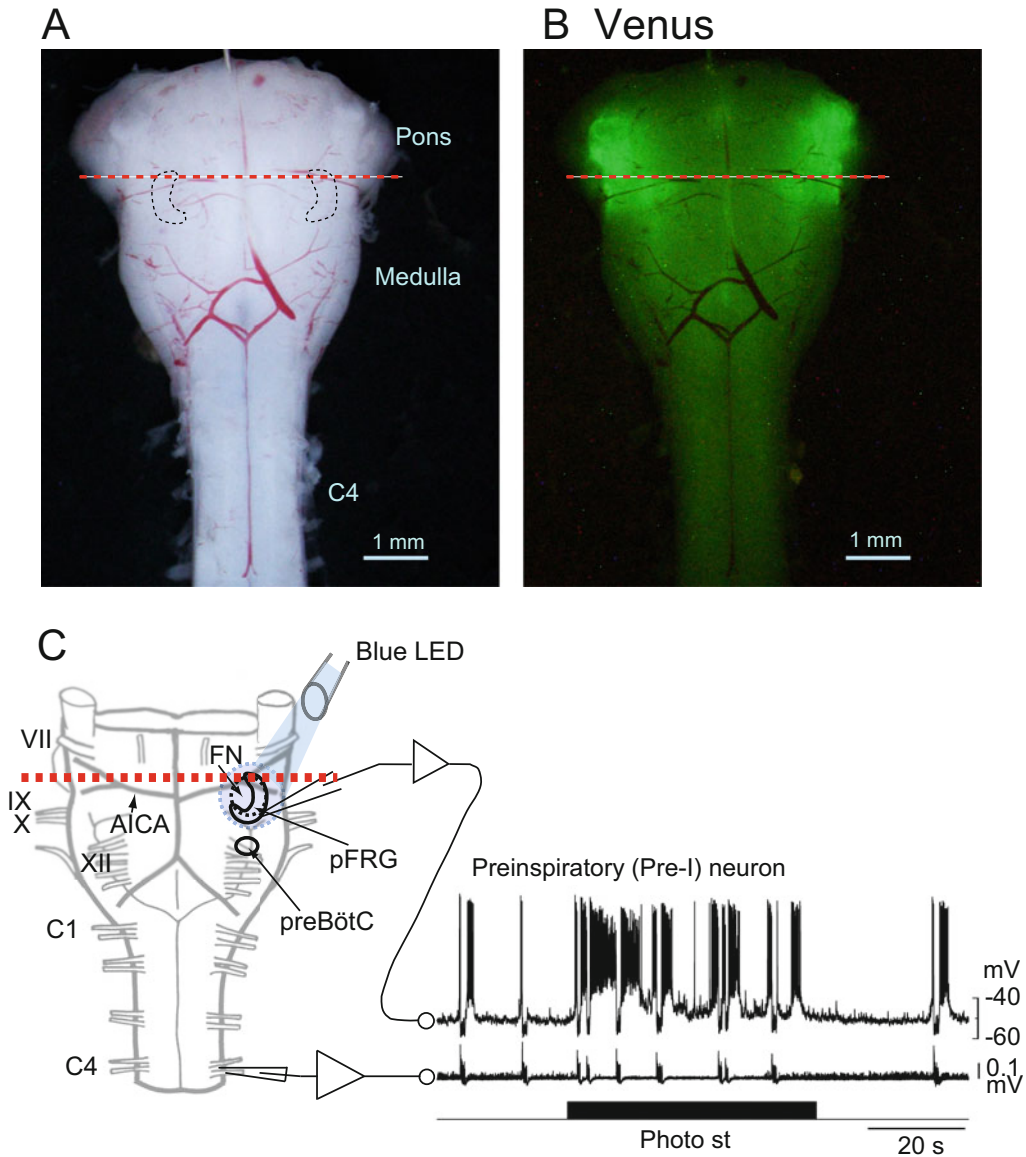 A
Pons
Medulla
C4
1 mm
B Venus
1 mm
C
Blue LED
VII
FN
IX
X
AICA
pFRG
XII
preBötC
C1
C4
Preinspiratory (Pre-I) neuron
mV
-40
-60
0.1
mV
Photo st
20 s